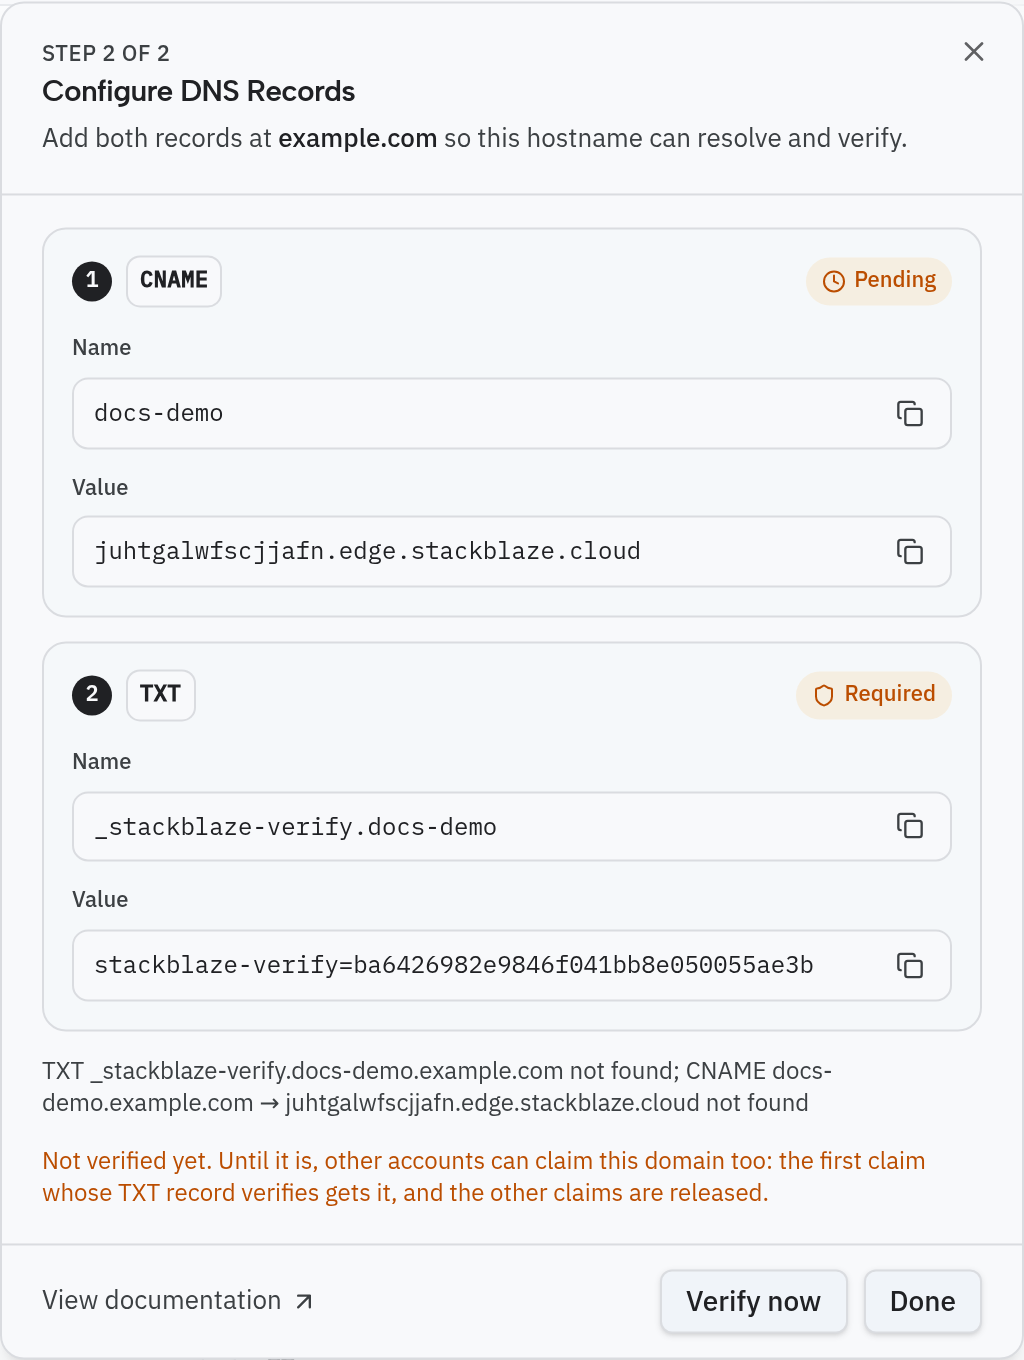 STEP 2 OF 2
Configure DNS Records
Add both records at example.com so this hostname can resolve and verify.
1 CNAME Pending
Name
docs-demo
Value
juhtgalwfscjjafn.edge.stackblaze.cloud
2 TXT Required
Name
_stackblaze-verify.docs-demo
Value
stackblaze-verify=ba6426982e9846f041bb8e050055ae3b
TXT _stackblaze-verify.docs-demo.example.com not found; CNAME docs-
demo.example.com → juhtgalwfscjjafn.edge.stackblaze.cloud not found
Not verified yet. Until it is, other accounts can claim this domain too: the first claim
whose TXT record verifies gets it, and the other claims are released.
View documentation ↗ Verify now Done